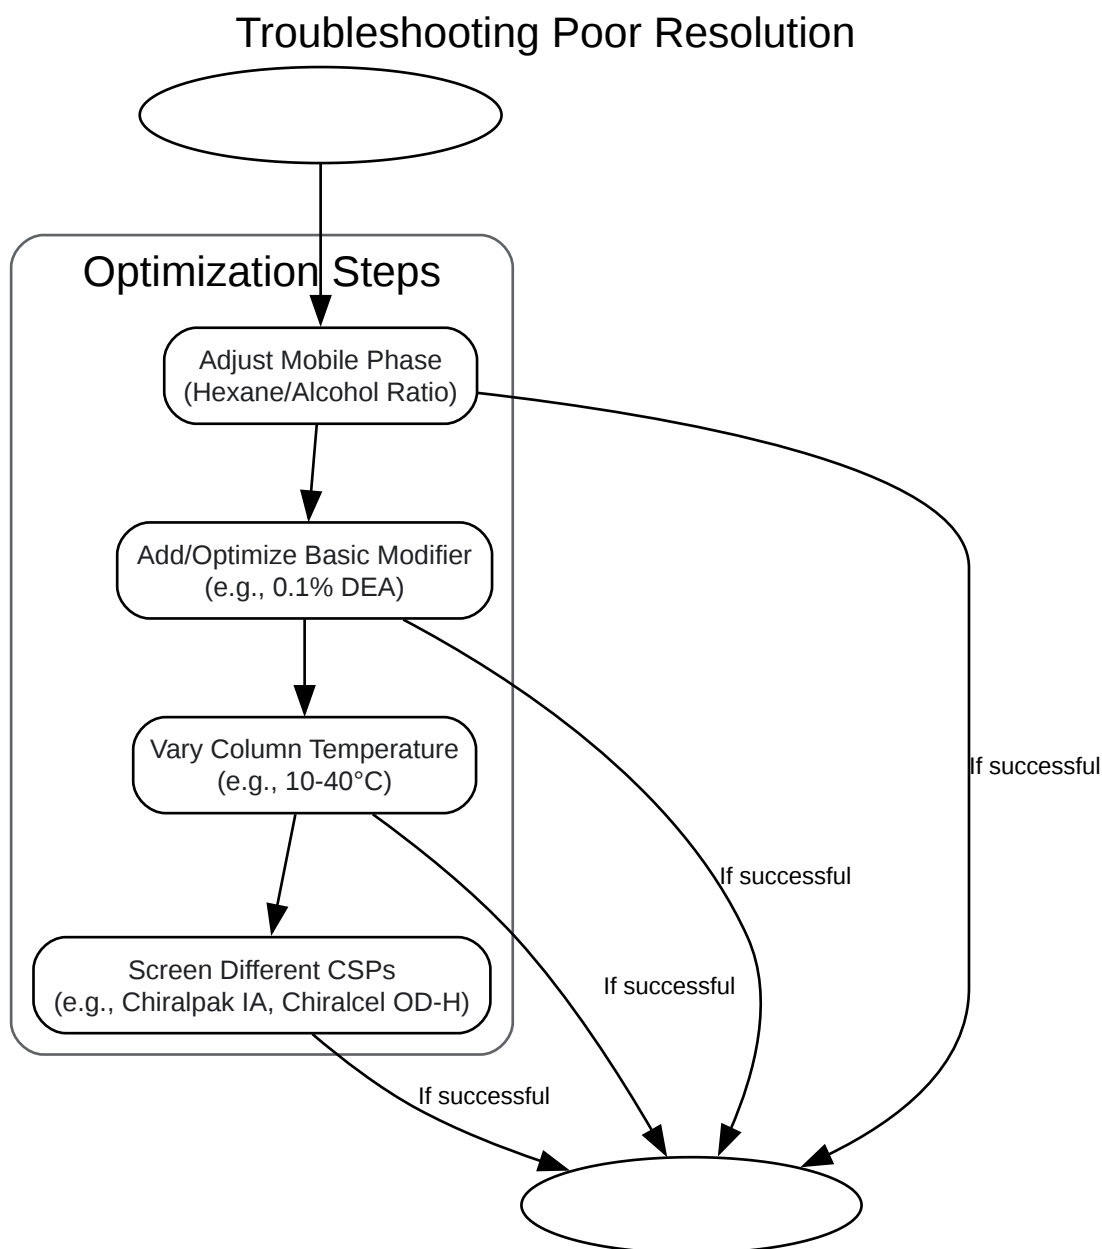 Troubleshooting Poor Resolution
Optimization Steps
Adjust Mobile Phase
(Hexane/Alcohol Ratio)
Add/Optimize Basic Modifier
(e.g., 0.1% DEA)
Vary Column Temperature
(e.g., 10-40°C)
If successful
If successful
Screen Different CSPs
(e.g., Chiralpak IA, Chiralcel OD-H)
If successful
If successful